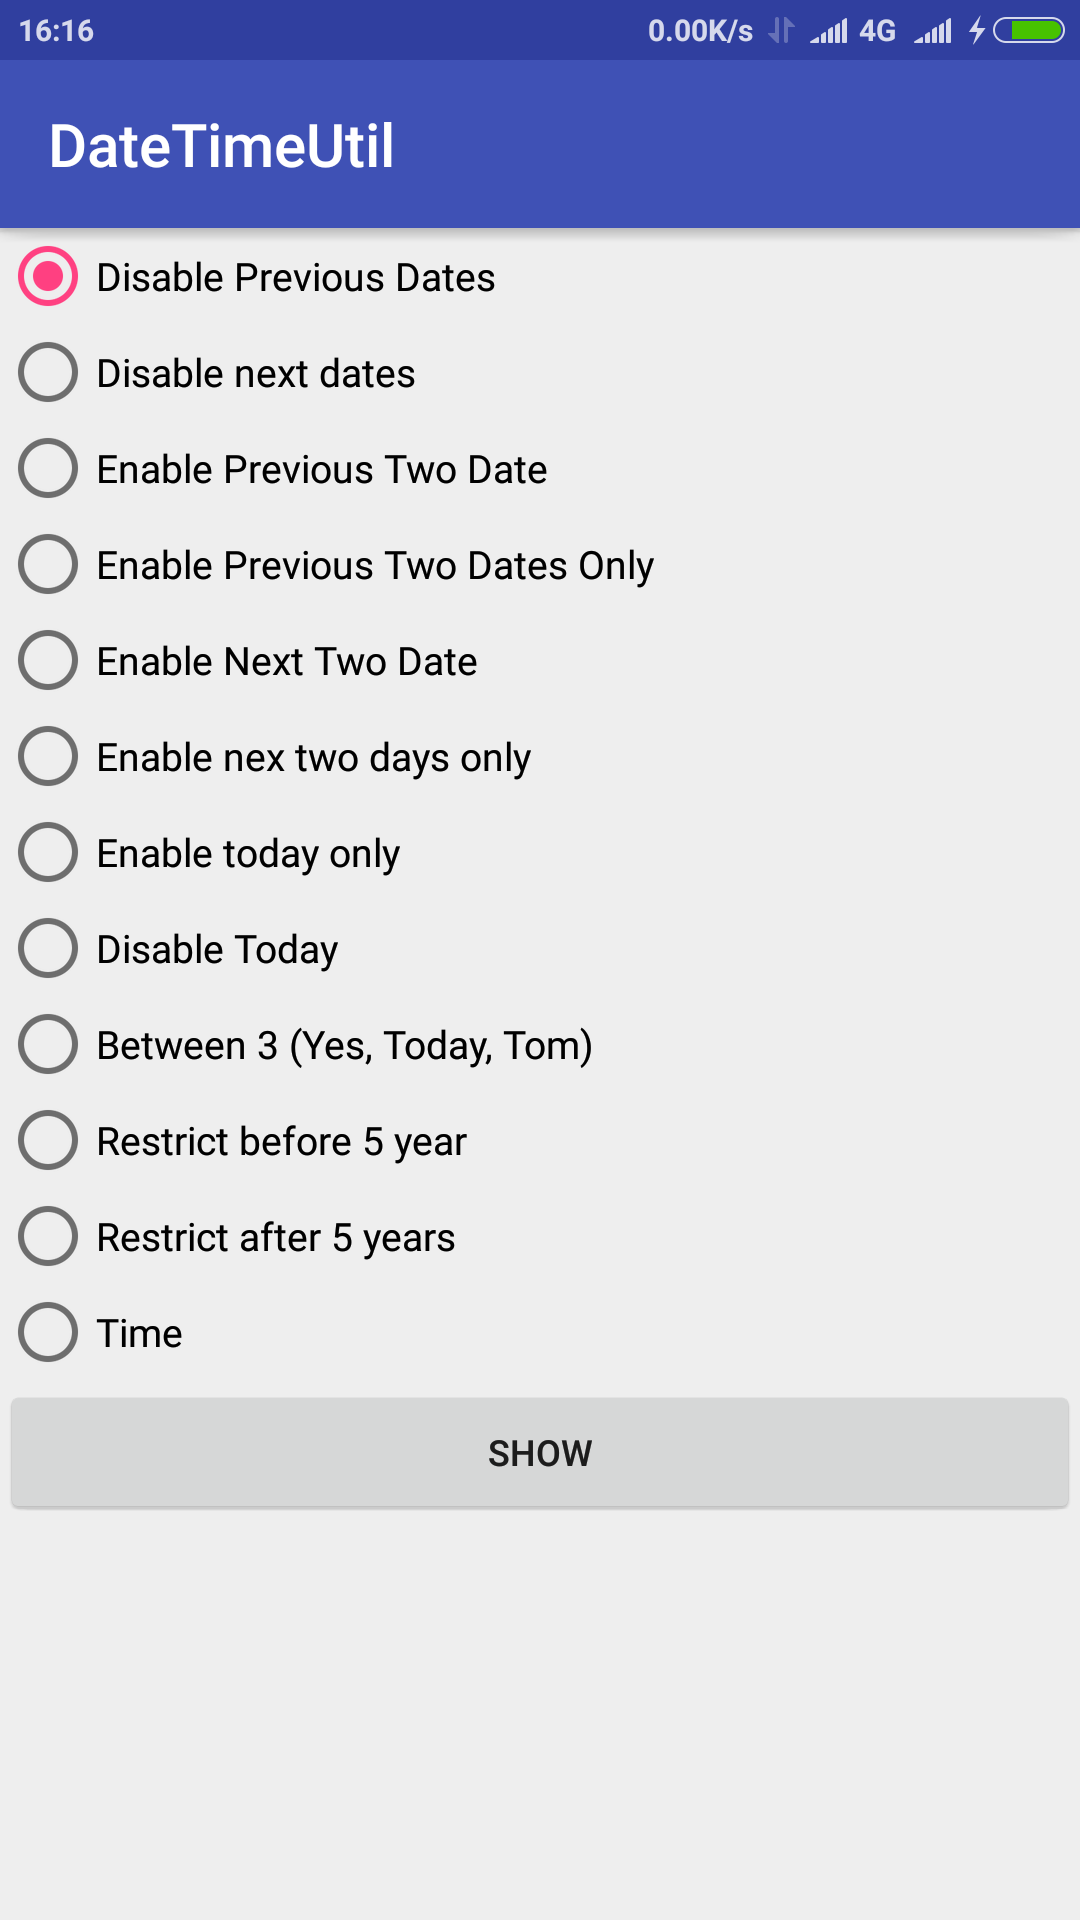 16:16 0.00K/s 4G
DateTimeUtil
Disable Previous Dates
Disable next dates
Enable Previous Two Date
Enable Previous Two Dates Only
Enable Next Two Date
Enable nex two days only
Enable today only
Disable Today
Between 3 (Yes, Today, Tom)
Restrict before 5 year
Restrict after 5 years
Time
SHOW